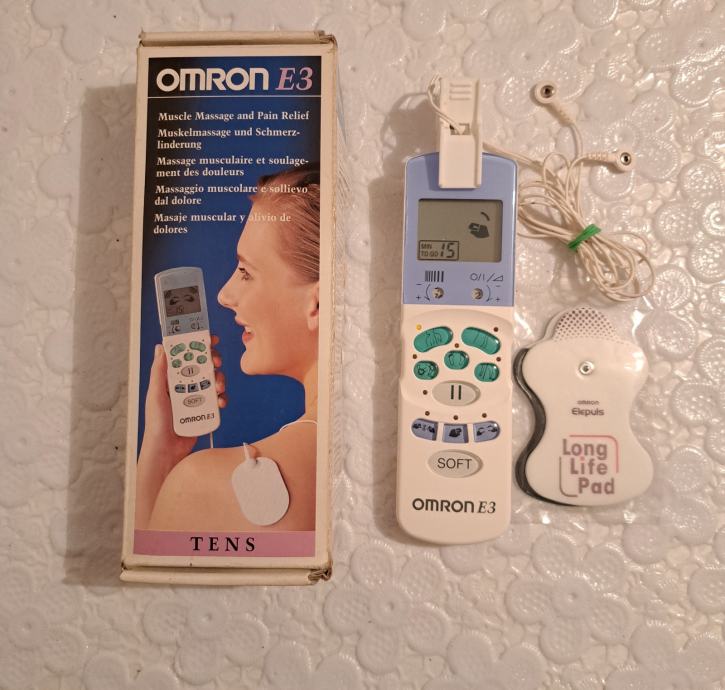 OMRON E3
Muscle Massage and Pain Relief
Muskelmassage und Schmerz-
linderung
Massage musculaire et soulage-
ment des douleurs
Massaggio muscolare e sollievo
dal dolore
Masaje muscular y alivio de
dolores
SOFT
OMRON E3
TENS
MIN
TO GO 15
O/I/
SOFT
OMRON E3
OMRON
Elepuls
Long
Life
Pad